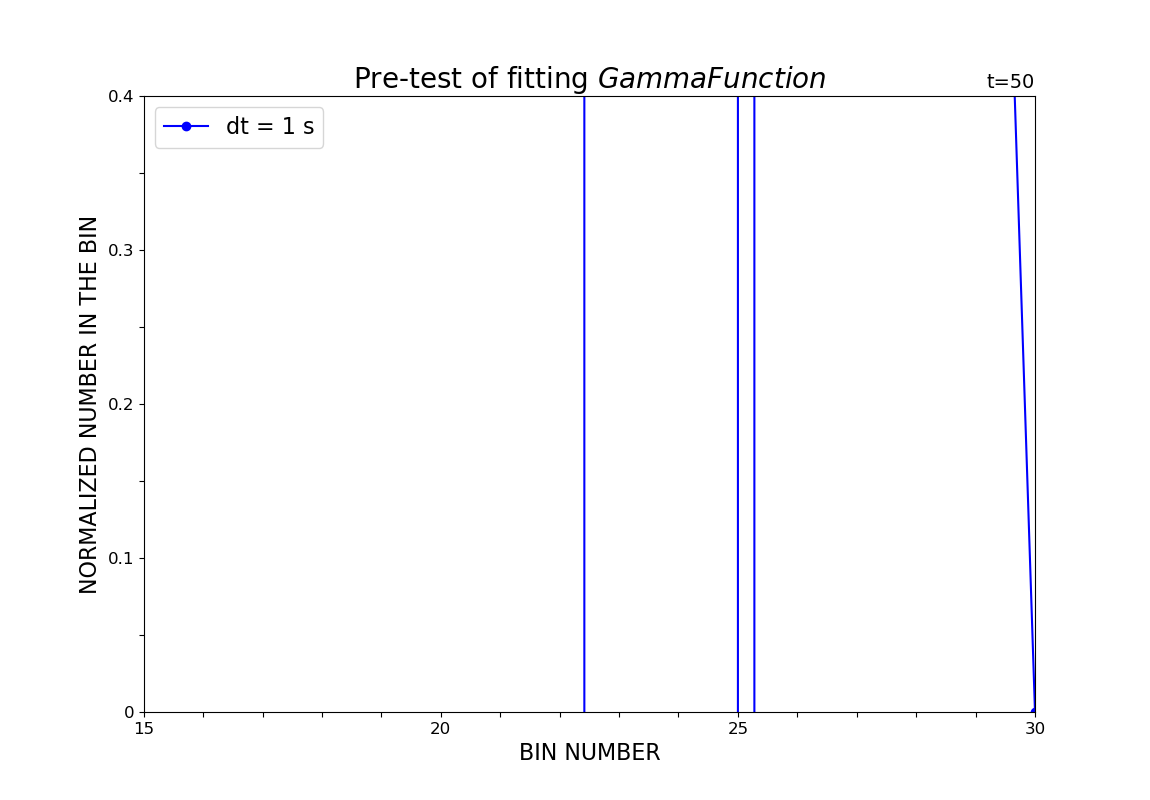 Pre-test of fitting GammaFunction
t=50
dt = 1 s
NORMALIZED NUMBER IN THE BIN
0.4
0.3
0.2
0.1
0
15
20
25
30
BIN NUMBER